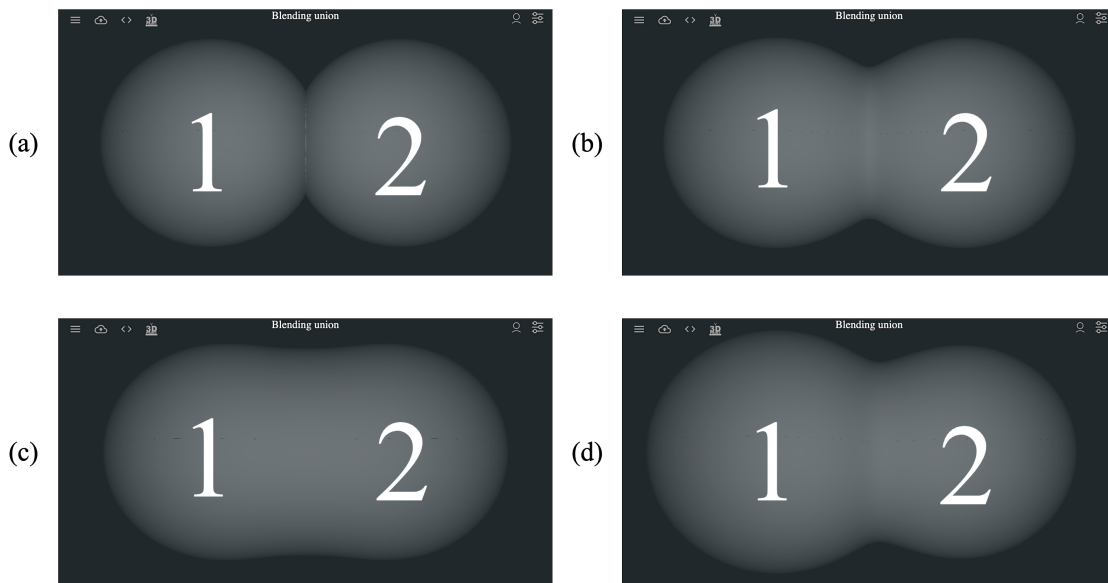 Blending union
3D
(a)
1 2
Blending union
3D
(b)
1 2
Blending union
3D
(c)
1 2
Blending union
3D
(d)
1 2